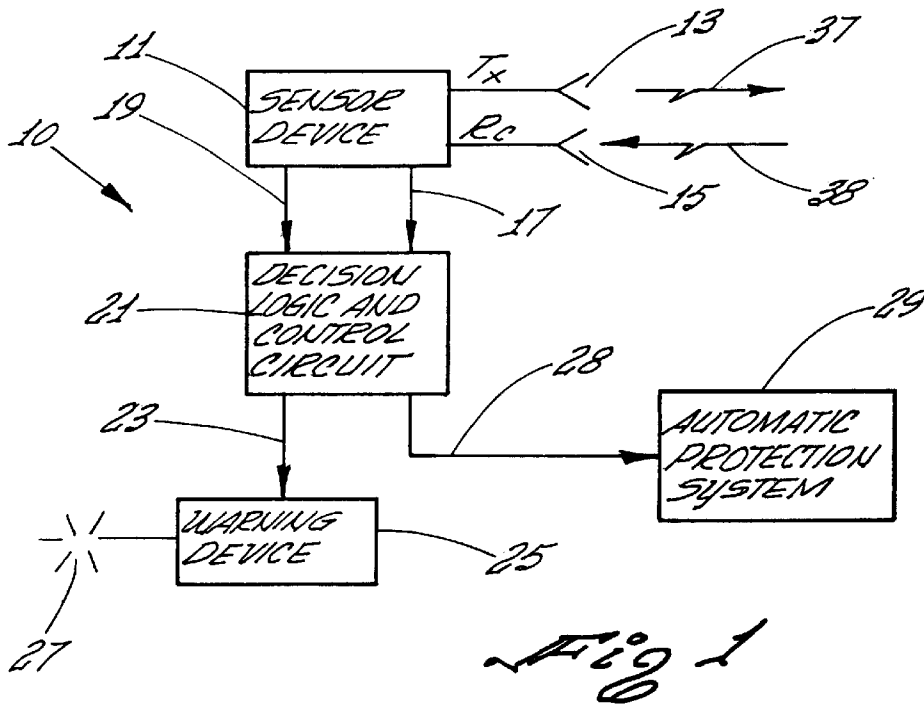 13
37
11
Tx
SENSOR
DEVICE
19
Rc
10
15
38
17
DECISION
LOGIC AND
CONTROL
CIRCUIT
21
29
28
23
AUTOMATIC
PROTECTION
SYSTEM
WARNING
DEVICE
25
27
Fig 1